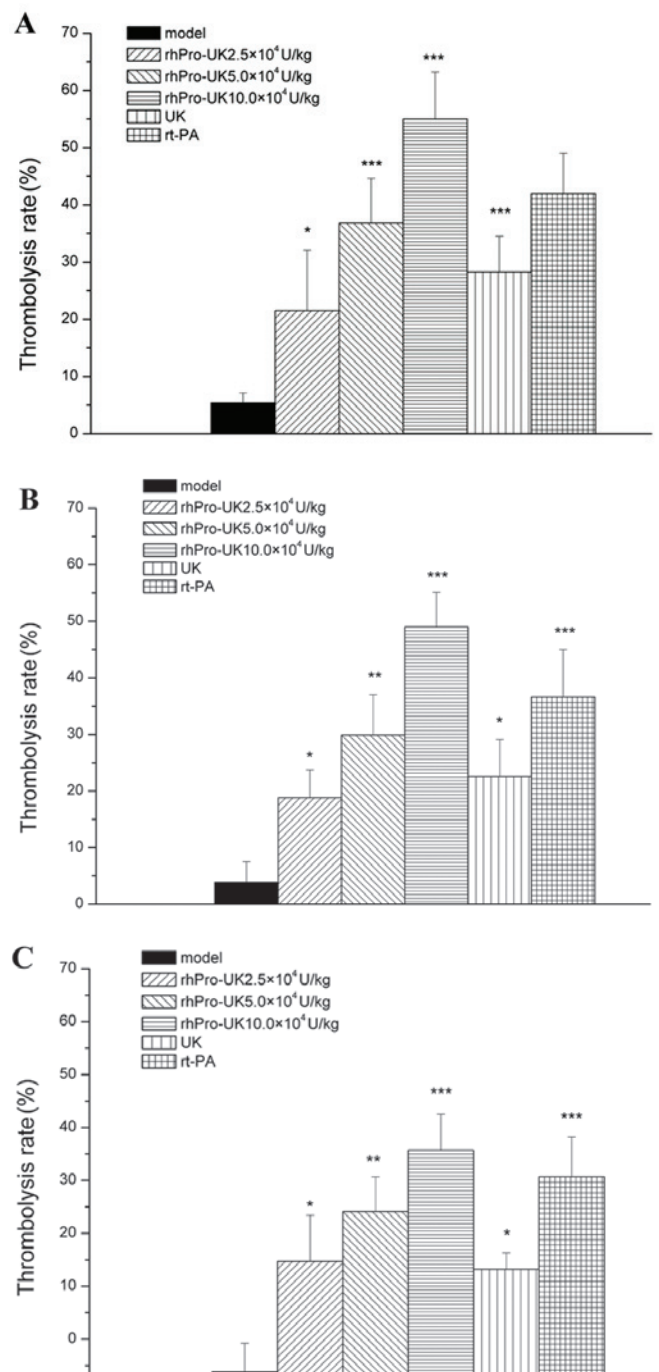 A
70
60
50
40
30
20
10
0
Thrombolysis rate (%)
model
rhPro-UK2.5×10⁴U/kg
rhPro-UK5.0×10⁴U/kg
rhPro-UK10.0×10⁴U/kg
UK
rt-PA
*
***
***
***
B
70
60
50
40
30
20
10
0
Thrombolysis rate (%)
model
rhPro-UK2.5×10⁴U/kg
rhPro-UK5.0×10⁴U/kg
rhPro-UK10.0×10⁴U/kg
UK
rt-PA
*
**
***
*
***
C
70
60
50
40
30
20
10
0
Thrombolysis rate (%)
model
rhPro-UK2.5×10⁴U/kg
rhPro-UK5.0×10⁴U/kg
rhPro-UK10.0×10⁴U/kg
UK
rt-PA
*
**
***
*
***